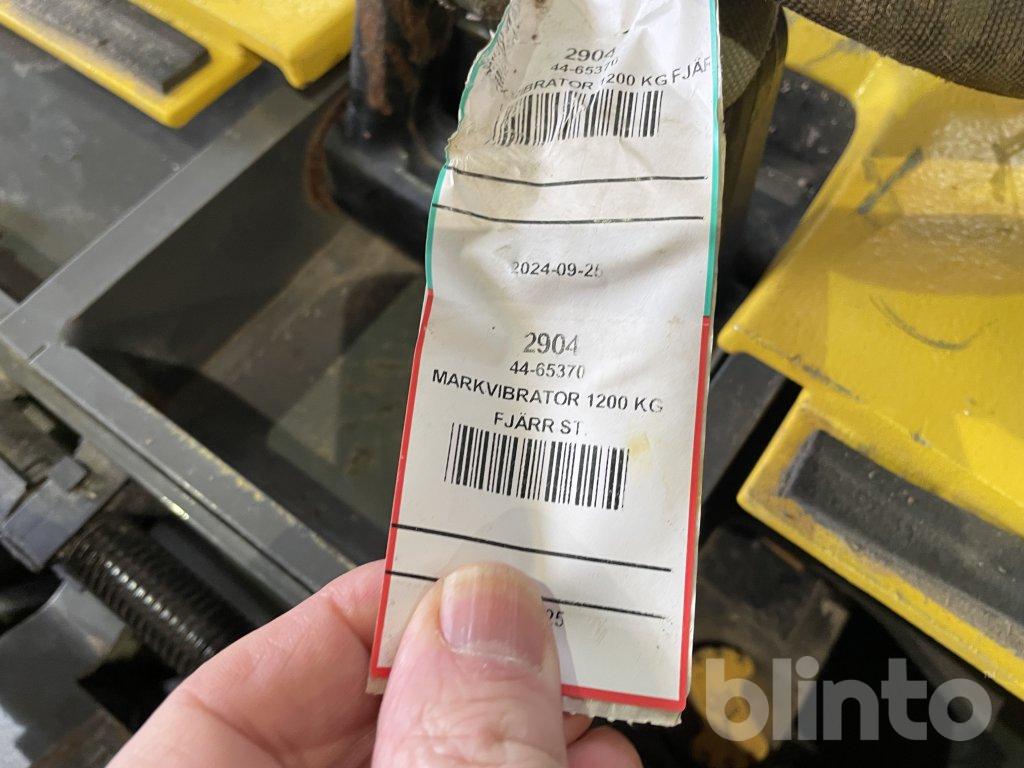 2904
44-65370
VIBRATOR 1200 KG FJÄR
2024-09-25
2904
44-65370
MARKVIBRATOR 1200 KG
FJÄRR ST.
25
blinto